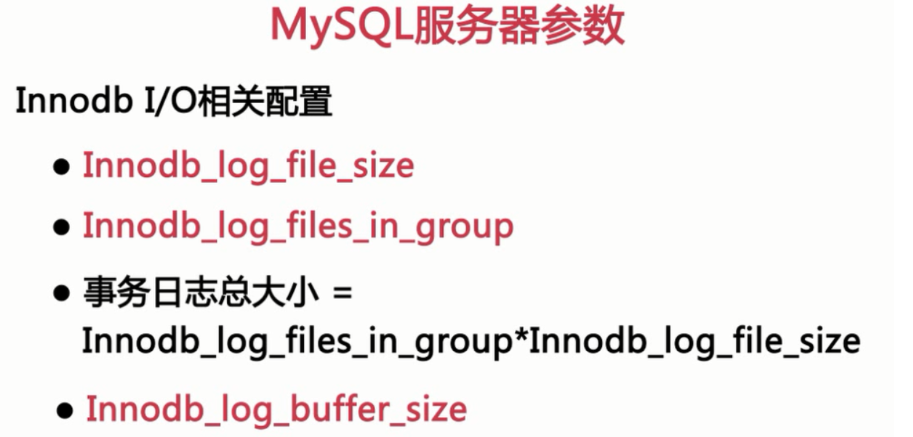 MySQL服务器参数
Innodb I/O相关配置
● Innodb_log_file_size
● Innodb_log_files_in_group
● 事务日志总大小 =
Innodb_log_files_in_group*Innodb_log_file_size
● Innodb_log_buffer_size